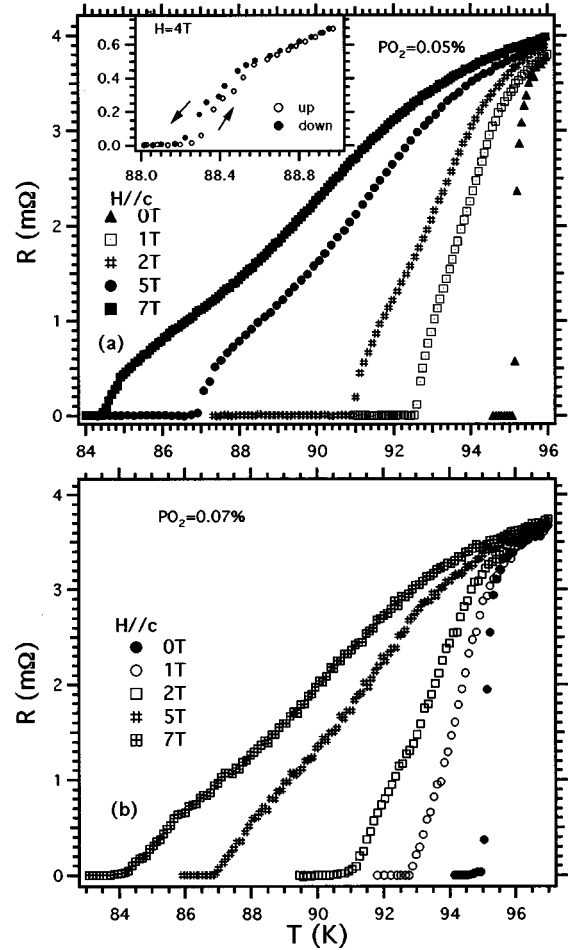 (a)
H=4T
PO₂=0.05%
0.6
0.4
0.2
0.0
up
down
88.0
88.4
88.8
4
3
2
1
0
R (mΩ)
H//c
0T
1T
2T
5T
7T
(a)
84
86
88
90
92
94
96
4
3
2
1
0
R (mΩ)
PO₂=0.07%
H//c
0T
1T
2T
5T
7T
(b)
84
86
88
90
92
94
96
T (K)